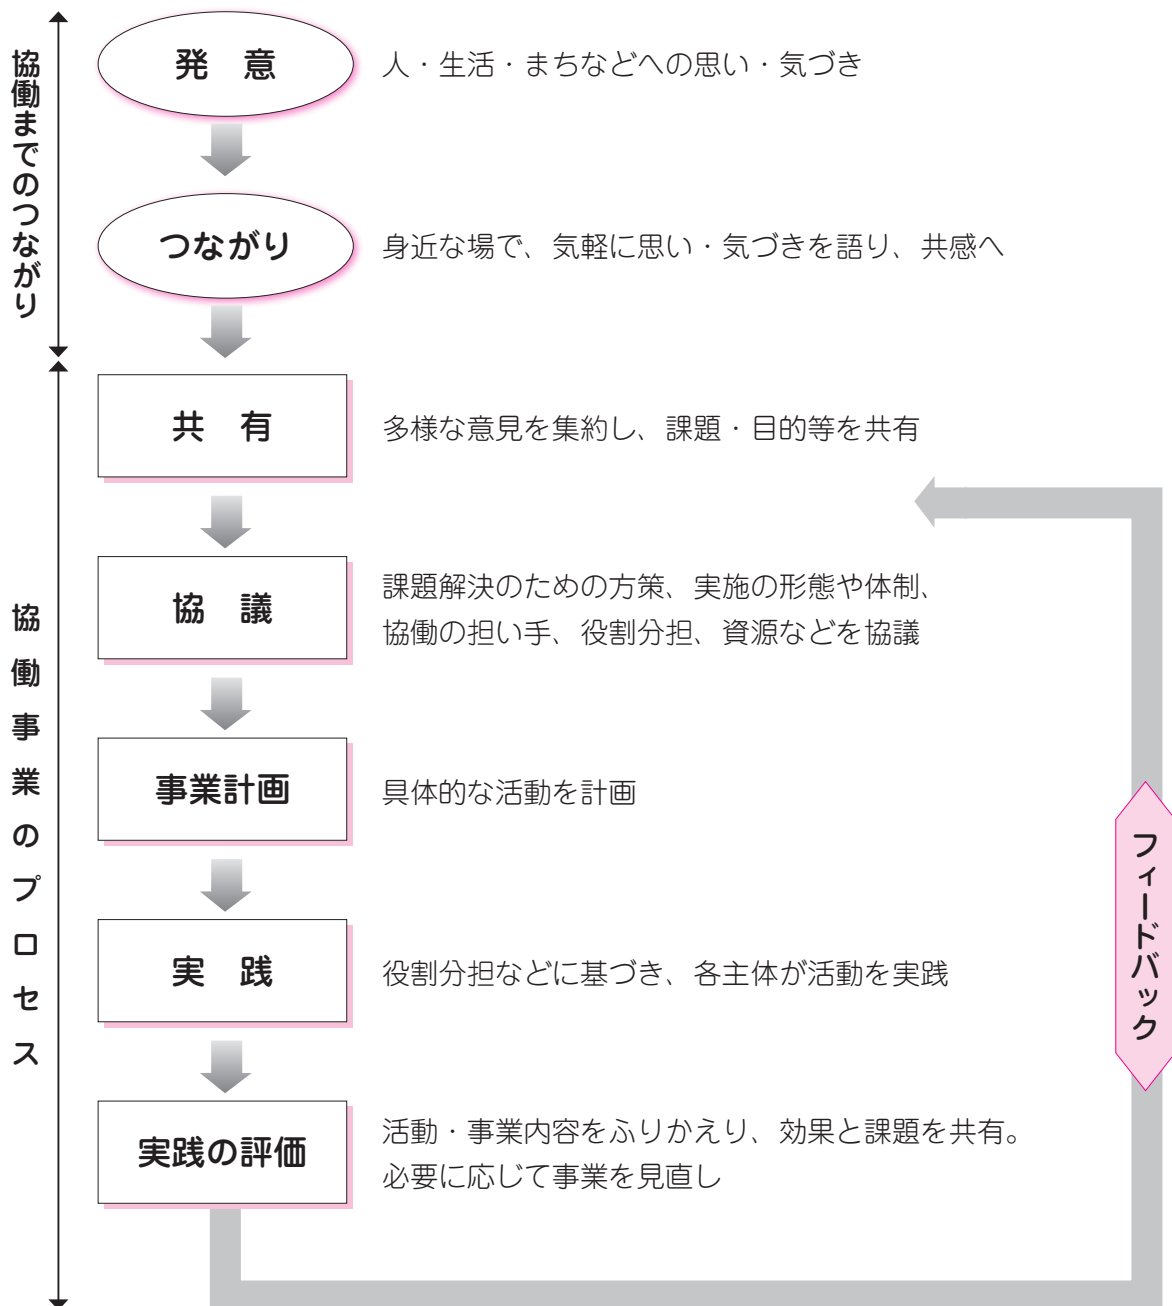 協働までのつながり
発 意
人・生活・まちなどへの思い・気づき
つながり
身近な場で、気軽に思い・気づきを語り、共感へ
協働事業のプロセス
共 有
多様な意見を集約し、課題・目的等を共有
協 議
課題解決のための方策、実施の形態や体制、
協働の担い手、役割分担、資源などを協議
事業計画
具体的な活動を計画
実 践
役割分担などに基づき、各主体が活動を実践
実践の評価
活動・事業内容をふりかえり、効果と課題を共有。
必要に応じて事業を見直し
フィードバック